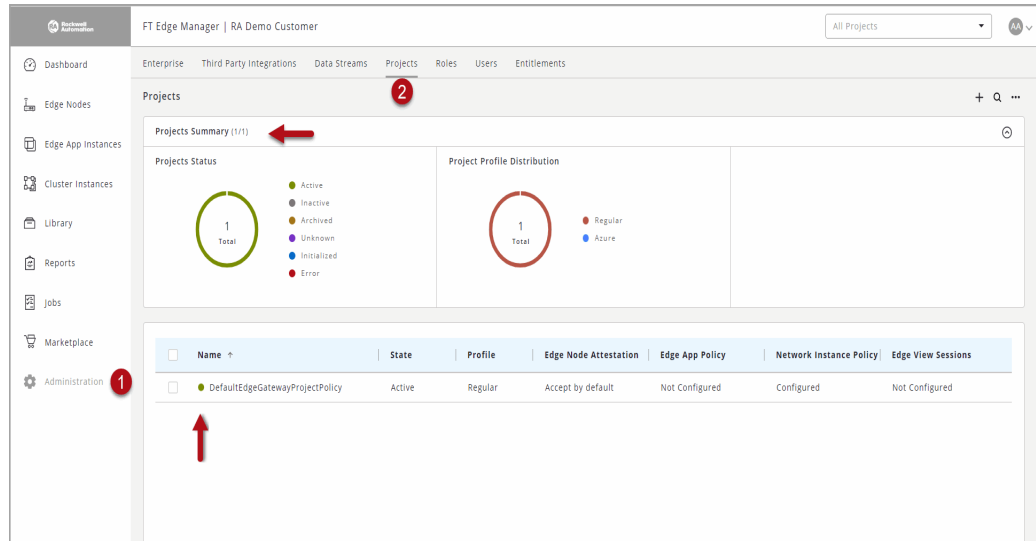 Rockwell
Automation
FT Edge Manager | RA Demo Customer
All Projects
AA
Dashboard
Edge Nodes
Edge App Instances
Cluster Instances
Library
Reports
Jobs
Marketplace
Administration
1
Enterprise Third Party Integrations Data Streams Projects Roles Users Entitlements
2
Projects
Projects Summary (1/1)
Projects Status
1
Total
Active
Inactive
Archived
Unknown
Initialized
Error
Project Profile Distribution
1
Total
Regular
Azure
Name ↑ State Profile Edge Node Attestation Edge App Policy Network Instance Policy Edge View Sessions
DefaultEdgeGatewayProjectPolicy Active Regular Accept by default Not Configured Configured Not Configured